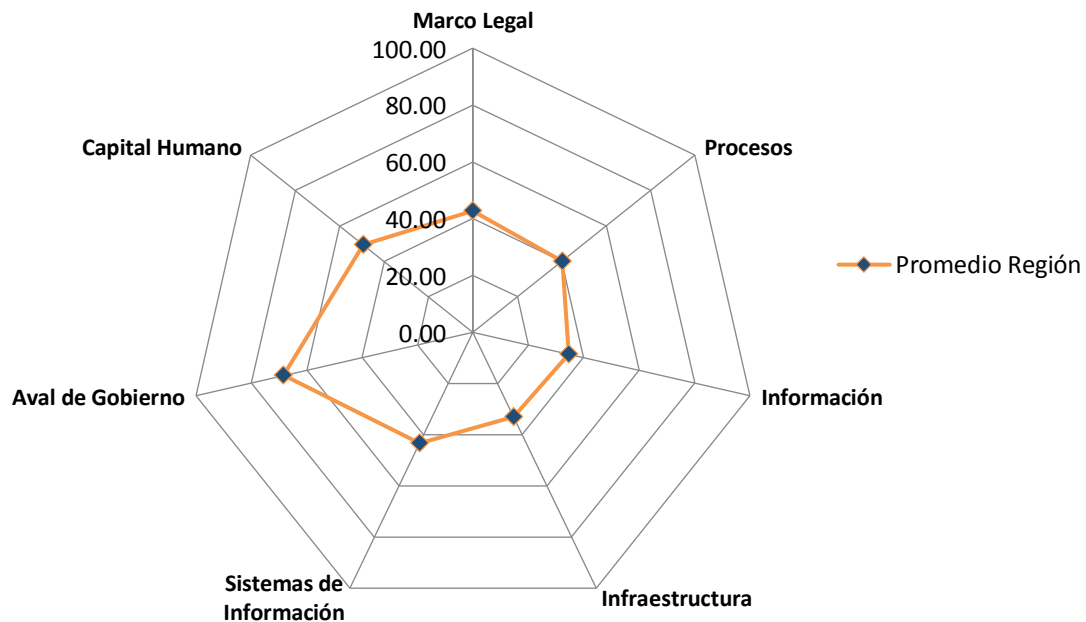 Marco Legal
100.00
80.00
60.00
40.00
20.00
0.00
Procesos
Información
Infraestructura
Sistemas de
Información
Aval de Gobierno
Capital Humano
Promedio Región